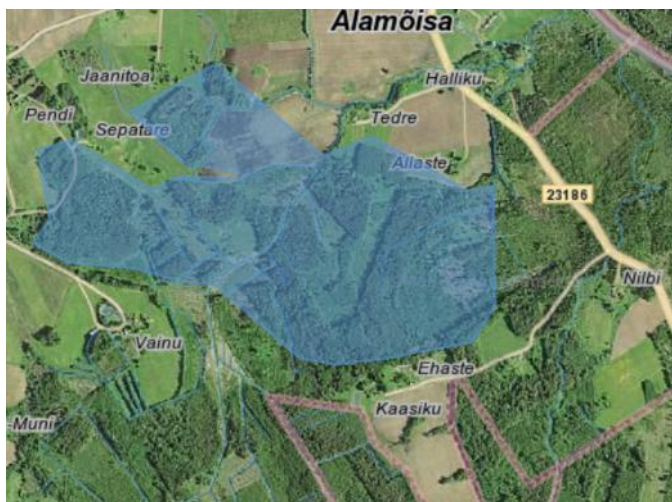 Alamõisa
Jaanitoa
Halliku
Pendi
Tedre
Sepatare
Allaste
23186
Nilbi
Vainu
Ehaste
Kaasiku
-Muni